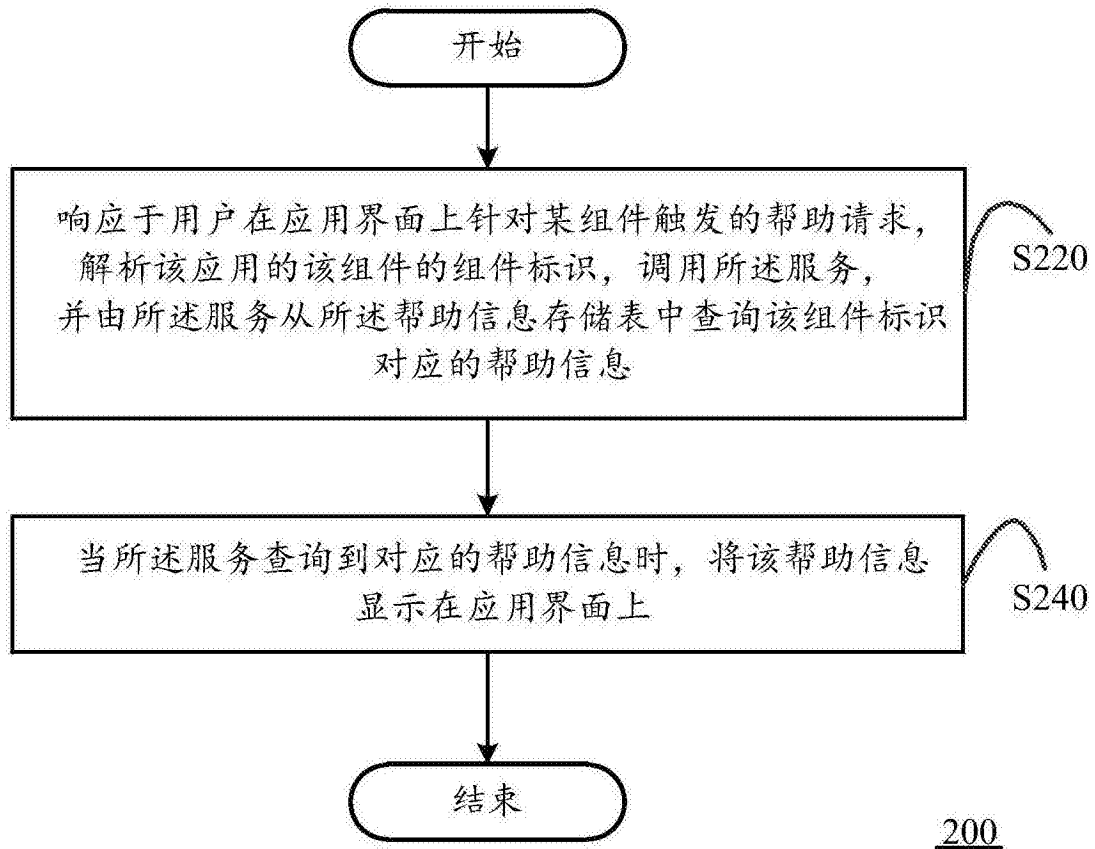 开始
响应于用户在应用界面上针对某组件触发的帮助请求，
解析该应用的该组件的组件标识，调用所述服务，
并由所述服务从所述帮助信息存储表中查询该组件标识
对应的帮助信息
S220
当所述服务查询到对应的帮助信息时，将该帮助信息
显示在应用界面上
S240
结束
200